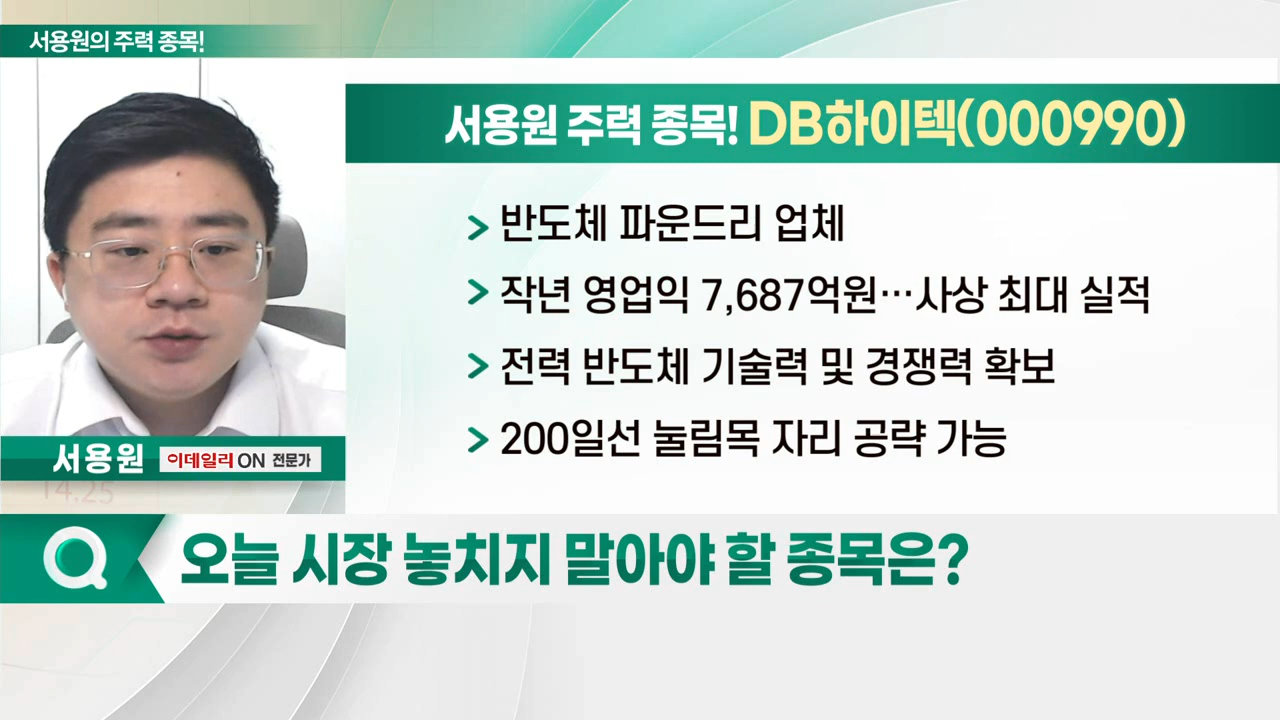 서용원의 주력 종목!
서용원 주력 종목! DB하이텍(000990)
반도체 파운드리 업체
작년 영업익 7,687억원…사상 최대 실적
전력 반도체 기술력 및 경쟁력 확보
200일선 눌림목 자리 공략 가능
서용원 이데일리 ON 전문가
14.25
Q 오늘 시장 놓치지 말아야 할 종목은?